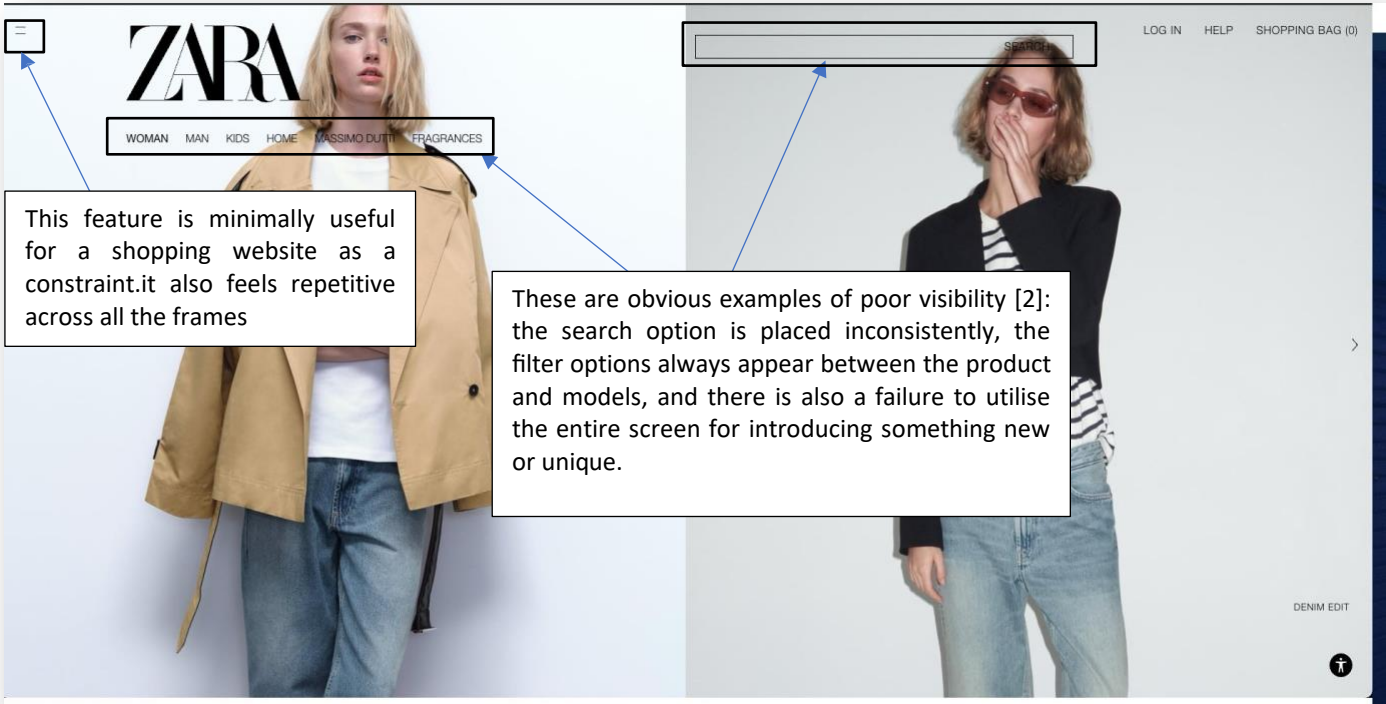 ZARA
SEARCH
LOG IN HELP SHOPPING BAG (0)
WOMAN MAN KIDS HOME MASSIMO DUTTI FRAGRANCES
This feature is minimally useful
for a shopping website as a
constraint.it also feels repetitive
across all the frames
These are obvious examples of poor visibility [2]:
the search option is placed inconsistently, the
filter options always appear between the product
and models, and there is also a failure to utilise
the entire screen for introducing something new
or unique.
DENIM EDIT